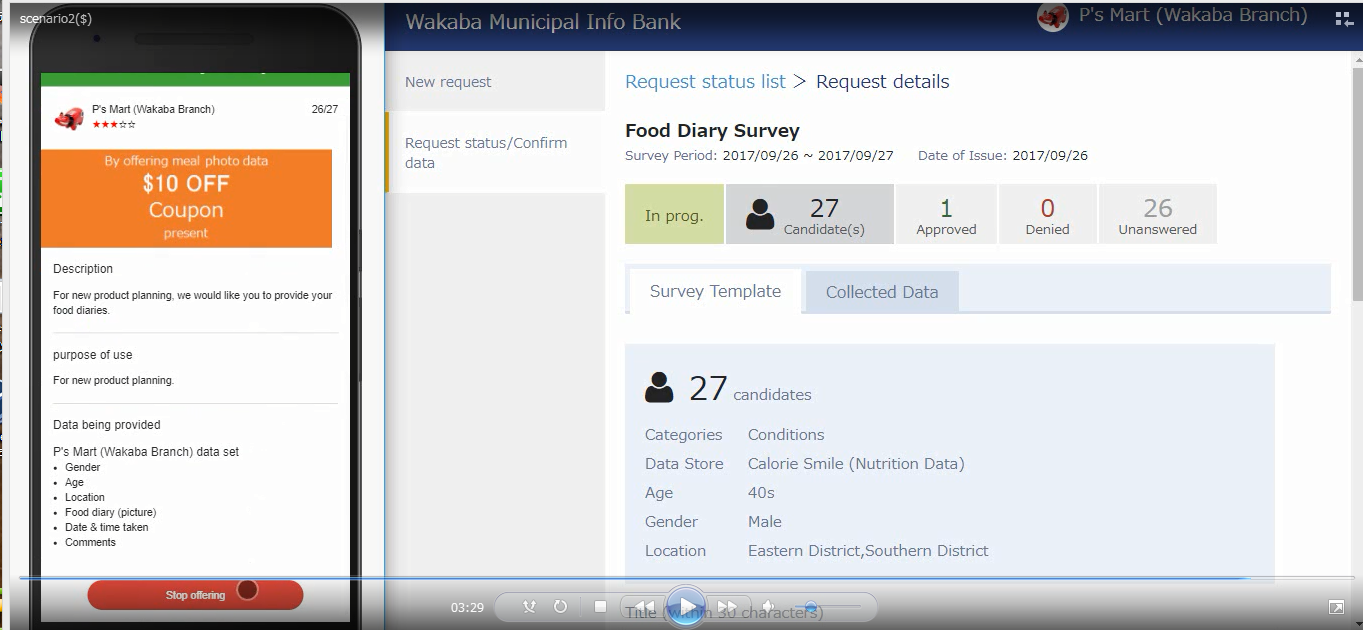 scenario2($)
P's Mart (Wakaba Branch)
26/27
★★★☆☆
By offering meal photo data
$10 OFF
Coupon
present
Description
For new product planning, we would like you to provide your
food diaries.
purpose of use
For new product planning.
Data being provided
P's Mart (Wakaba Branch) data set
• Gender
• Age
• Location
• Food diary (picture)
• Date & time taken
• Comments
Stop offering
Wakaba Municipal Info Bank
P's Mart (Wakaba Branch)
New request
Request status/Confirm
data
Request status list > Request details
Food Diary Survey
Survey Period: 2017/09/26 ~ 2017/09/27 Date of Issue: 2017/09/26
In prog.
27
Candidate(s)
1
Approved
0
Denied
26
Unanswered
Survey Template
Collected Data
27 candidates
Categories Conditions
Data Store Calorie Smile (Nutrition Data)
Age 40s
Gender Male
Location Eastern District,Southern District
Title (within 30 characters)
03:29